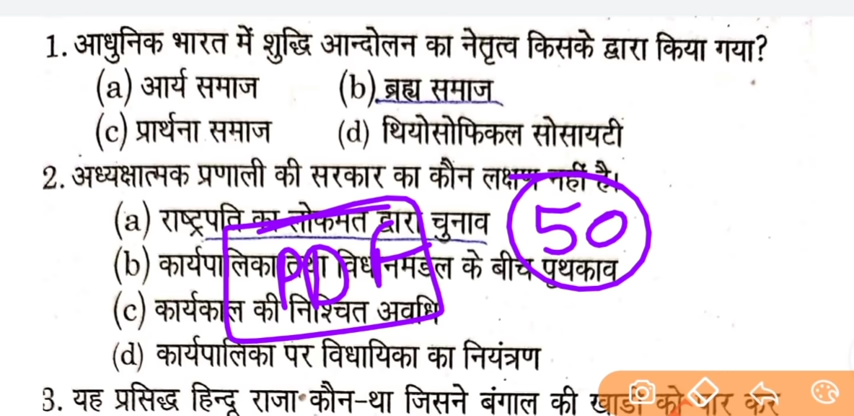 1. आधुनिक भारत में शुद्धि आन्दोलन का नेतृत्व किसके द्वारा किया गया?
(a) आर्य समाज (b) ब्रह्म समाज
(c) प्रार्थना समाज (d) थियोसोफिकल सोसायटी
2. अध्यक्षात्मक प्रणाली की सरकार का कौन लक्षण नहीं है।
(a) राष्ट्रपति का लोकमत द्वारा चुनाव
50
(b) कार्यपालिका तथा विधानमंडल के बीच पृथकाव
PDF
(c) कार्यकाल की निश्चित अवधि
(d) कार्यपालिका पर विधायिका का नियंत्रण
3. यह प्रसिद्ध हिन्दू राजा कौन-था जिसने बंगाल की खाड़ी को पार कर